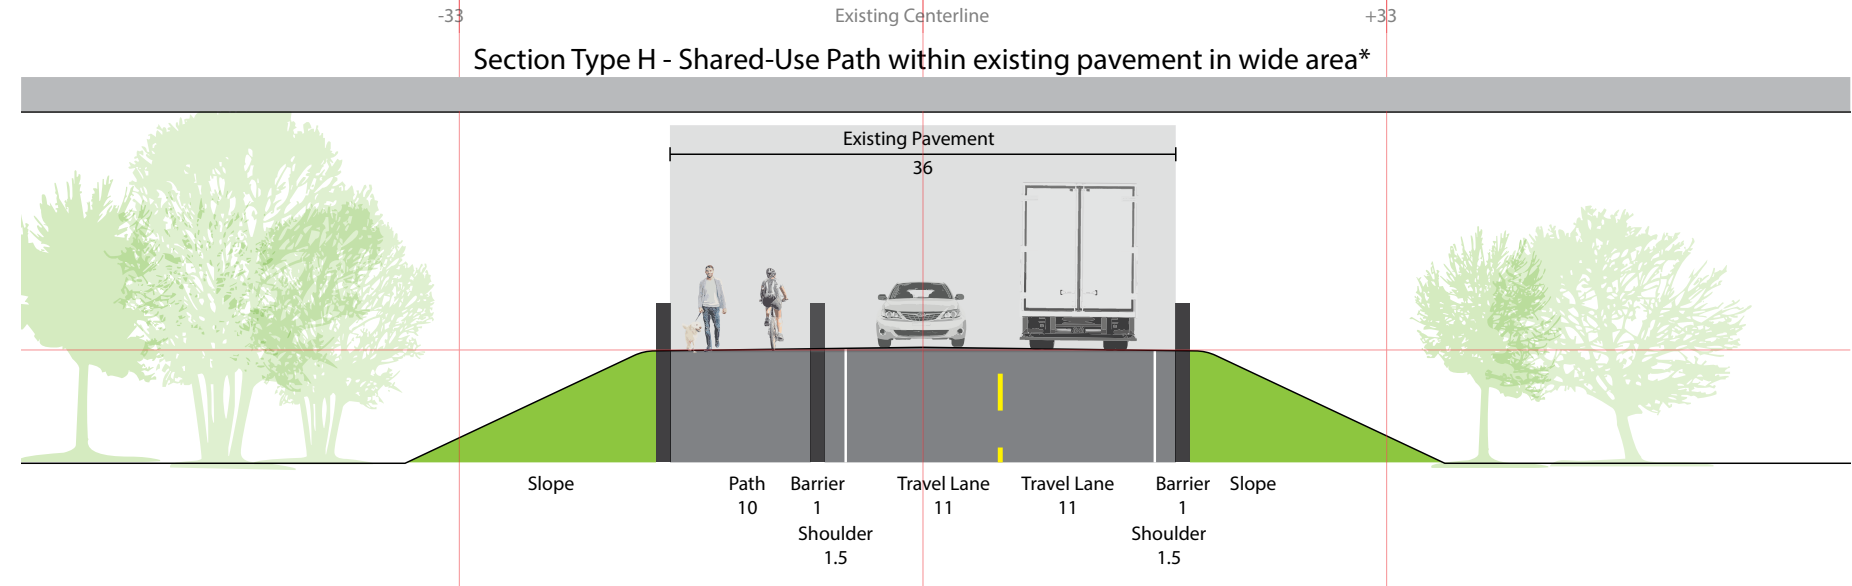 -33 Existing Centerline +33
Section Type H - Shared-Use Path within existing pavement in wide area*
Existing Pavement
36
Slope Path Barrier Travel Lane Travel Lane Barrier Slope
10 1 11 11 1
Shoulder Shoulder
1.5 1.5